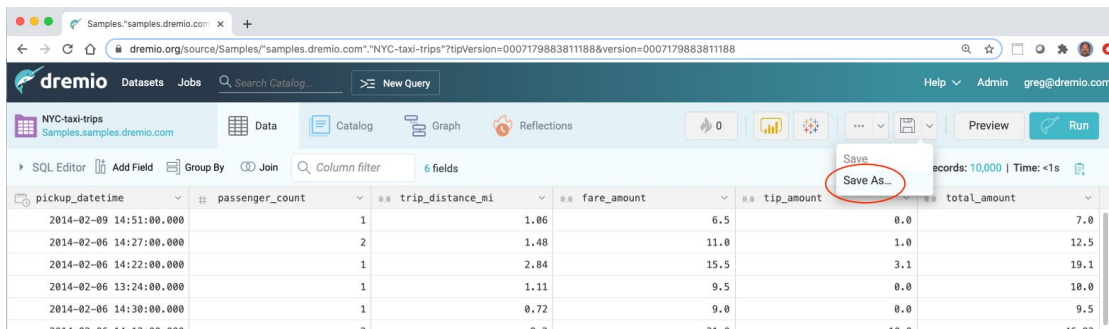 Samples."samples.dremio.com × +
dremio.org/source/Samples/"samples.dremio.com"."NYC-taxi-trips"?tipVersion=0007179883811188&version=0007179883811188
dremio Datasets Jobs Search Catalog... New Query Help Admin greg@dremio.com
NYC-taxi-trips
Samples.samples.dremio.com
Data Catalog Graph Reflections 0 ... Preview Run
Save
SQL Editor Add Field Group By Join Column filter 6 fields ecords: 10,000 | Time: <1s
Save As...
pickup_datetime # passenger_count 0.0 trip_distance_mi 0.0 fare_amount 0.0 tip_amount total_amount
2014-02-09 14:51:00.000 1 1.06 6.5 0.0 7.0
2014-02-06 14:27:00.000 2 1.48 11.0 1.0 12.5
2014-02-06 14:22:00.000 1 2.84 15.5 3.1 19.1
2014-02-06 13:24:00.000 1 1.11 9.5 0.0 10.0
2014-02-06 14:30:00.000 1 0.72 9.0 0.0 9.5